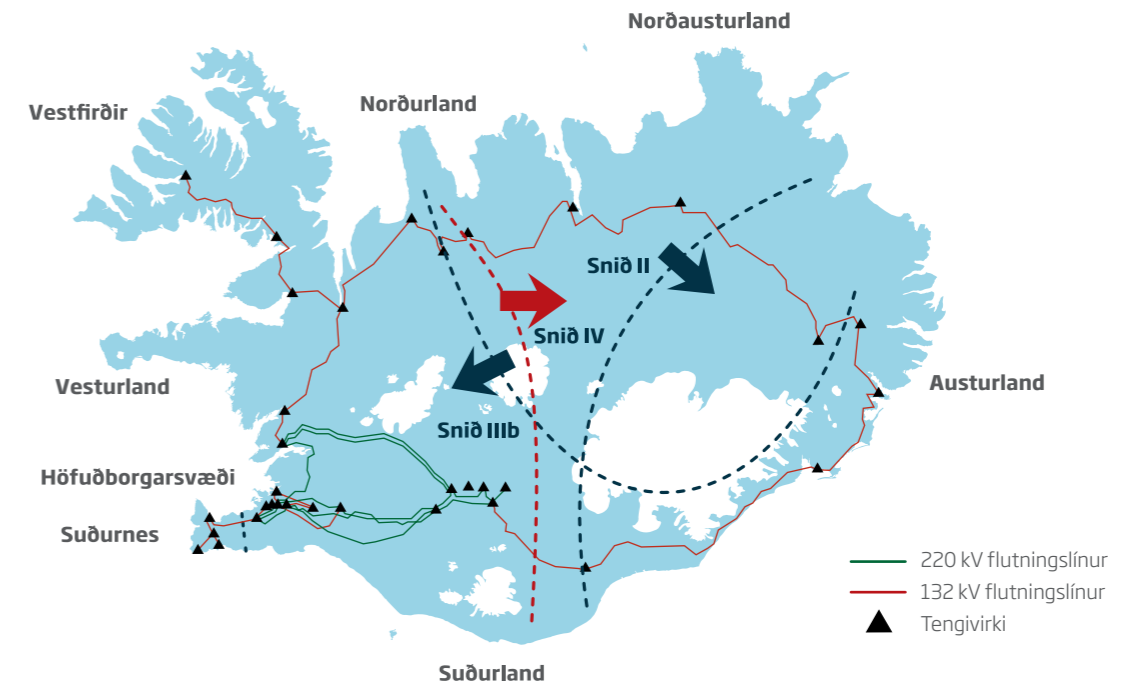 Norðausturland
Norðurland
Vestfirðir
Snið II
Snið IV
Vesturland
Austurland
Snið IIIb
Höfuðborgarsvæði
Suðurnes
220 kV flutningslínur
132 kV flutningslínur
Tengivirki
Suðurland